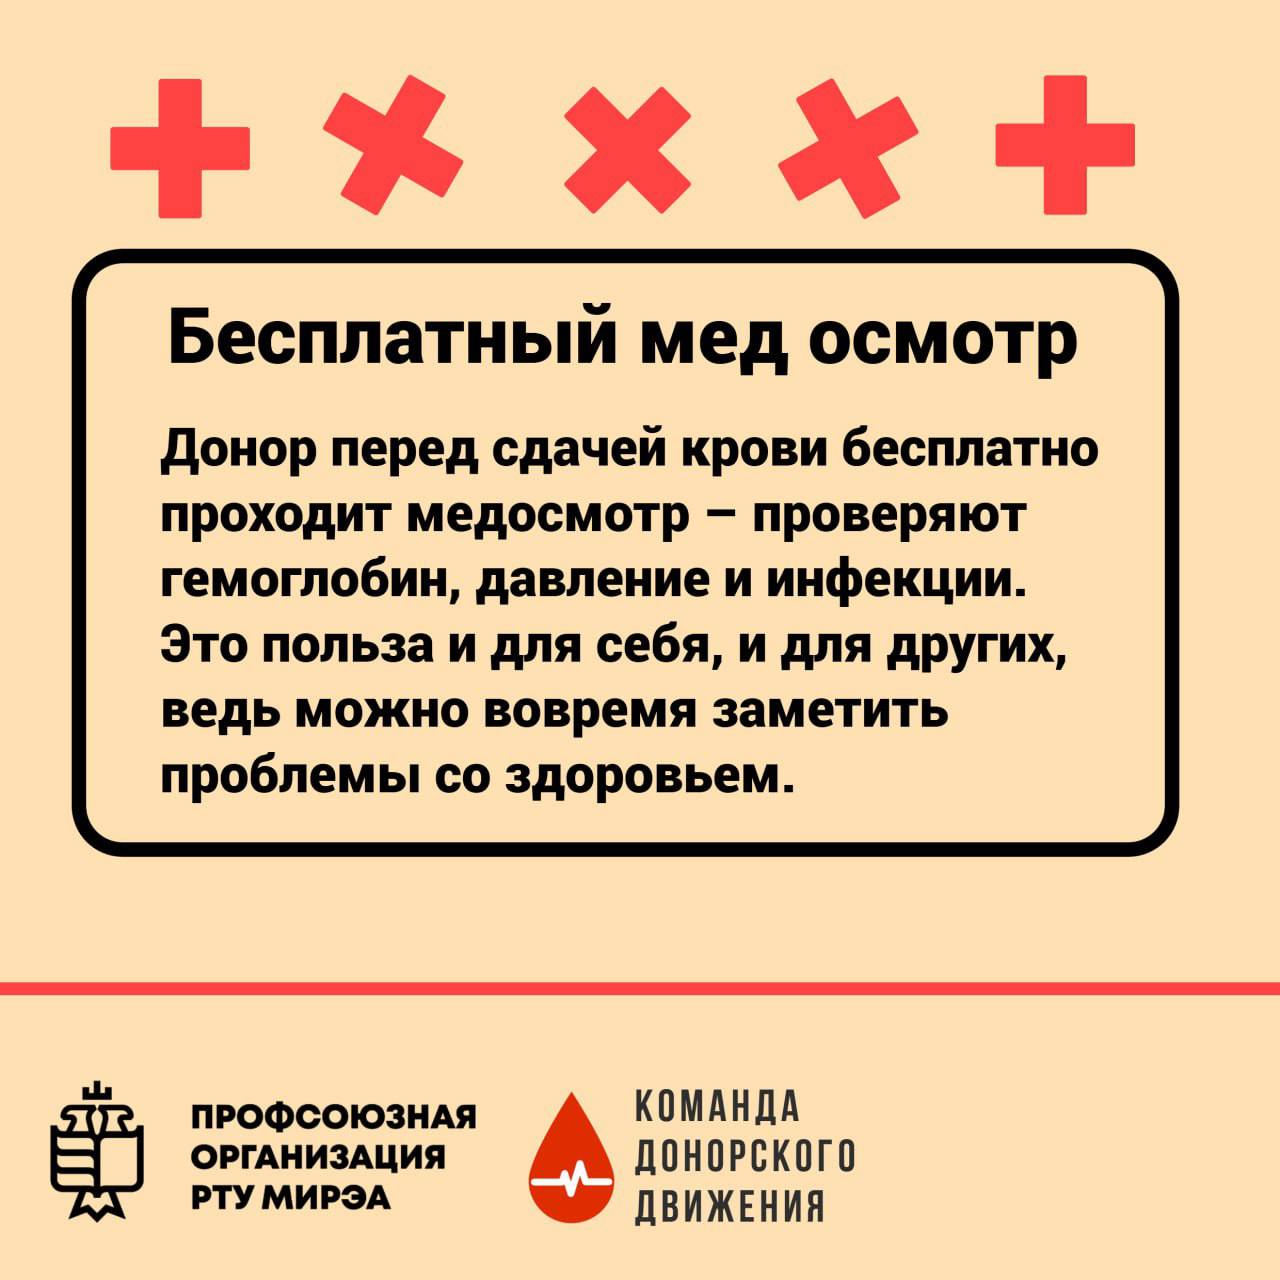 Бесплатный мед осмотр
Донор перед сдачей крови бесплатно
проходит медосмотр – проверяют
гемоглобин, давление и инфекции.
Это польза и для себя, и для других,
ведь можно вовремя заметить
проблемы со здоровьем.
ПРОФСОЮЗНАЯ
ОРГАНИЗАЦИЯ
РТУ МИРЭА
КОМАНДА
ДОНОРСКОГО
ДВИЖЕНИЯ